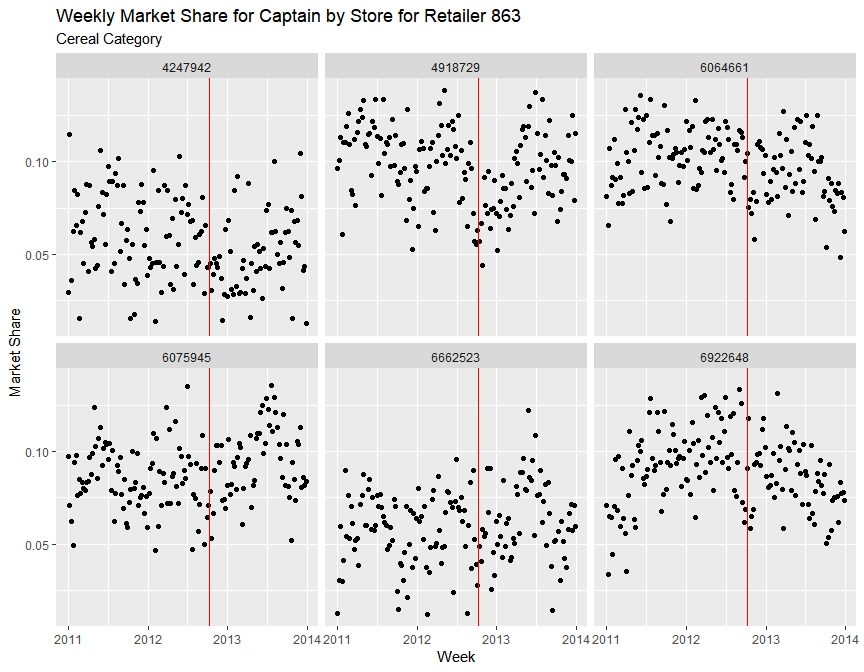 Weekly Market Share for Captain by Store for Retailer 863
Cereal Category
4247942 4918729 6064661
0.10
0.05
6075945 6662523 6922648
0.10
0.05
Market Share
2011 2012 2013 2014 2011 2012 2013 2014 2011 2012 2013 2014
Week